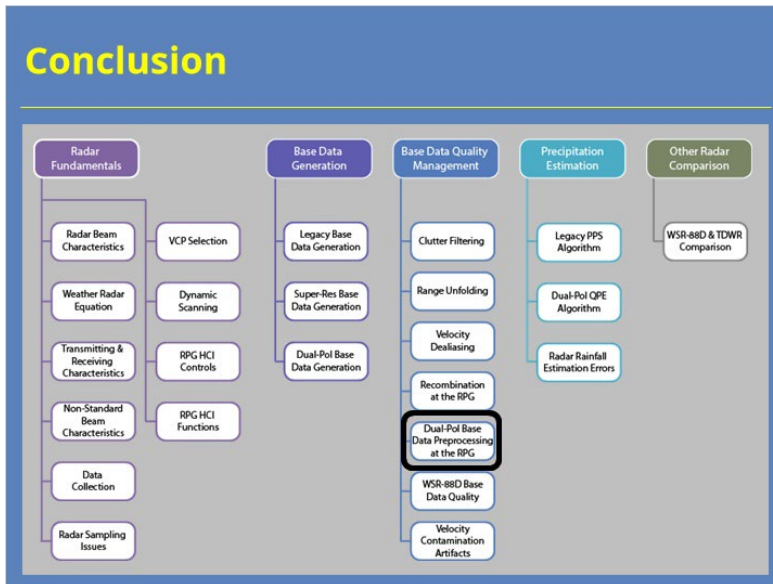 Conclusion
Radar
Fundamentals
Radar Beam
Characteristics
Weather Radar
Equation
Transmitting &
Receiving
Characteristics
Non-Standard
Beam
Characteristics
Data
Collection
Radar Sampling
Issues
VCP Selection
Dynamic
Scanning
RPG HCI
Controls
RPG HCI
Functions
Base Data
Generation
Legacy Base
Data Generation
Super-Res Base
Data Generation
Dual-Pol Base
Data Generation
Base Data Quality
Management
Clutter Filtering
Range Unfolding
Velocity
Dealiasing
Recombination
at the RPG
Dual-Pol Base
Data Preprocessing
at the RPG
WSR-88D Base
Data Quality
Velocity
Contamination
Artifacts
Precipitation
Estimation
Legacy PPS
Algorithm
Dual-Pol QPE
Algorithm
Radar Rainfall
Estimation Errors
Other Radar
Comparison
WSR-88D & TDWR
Comparison